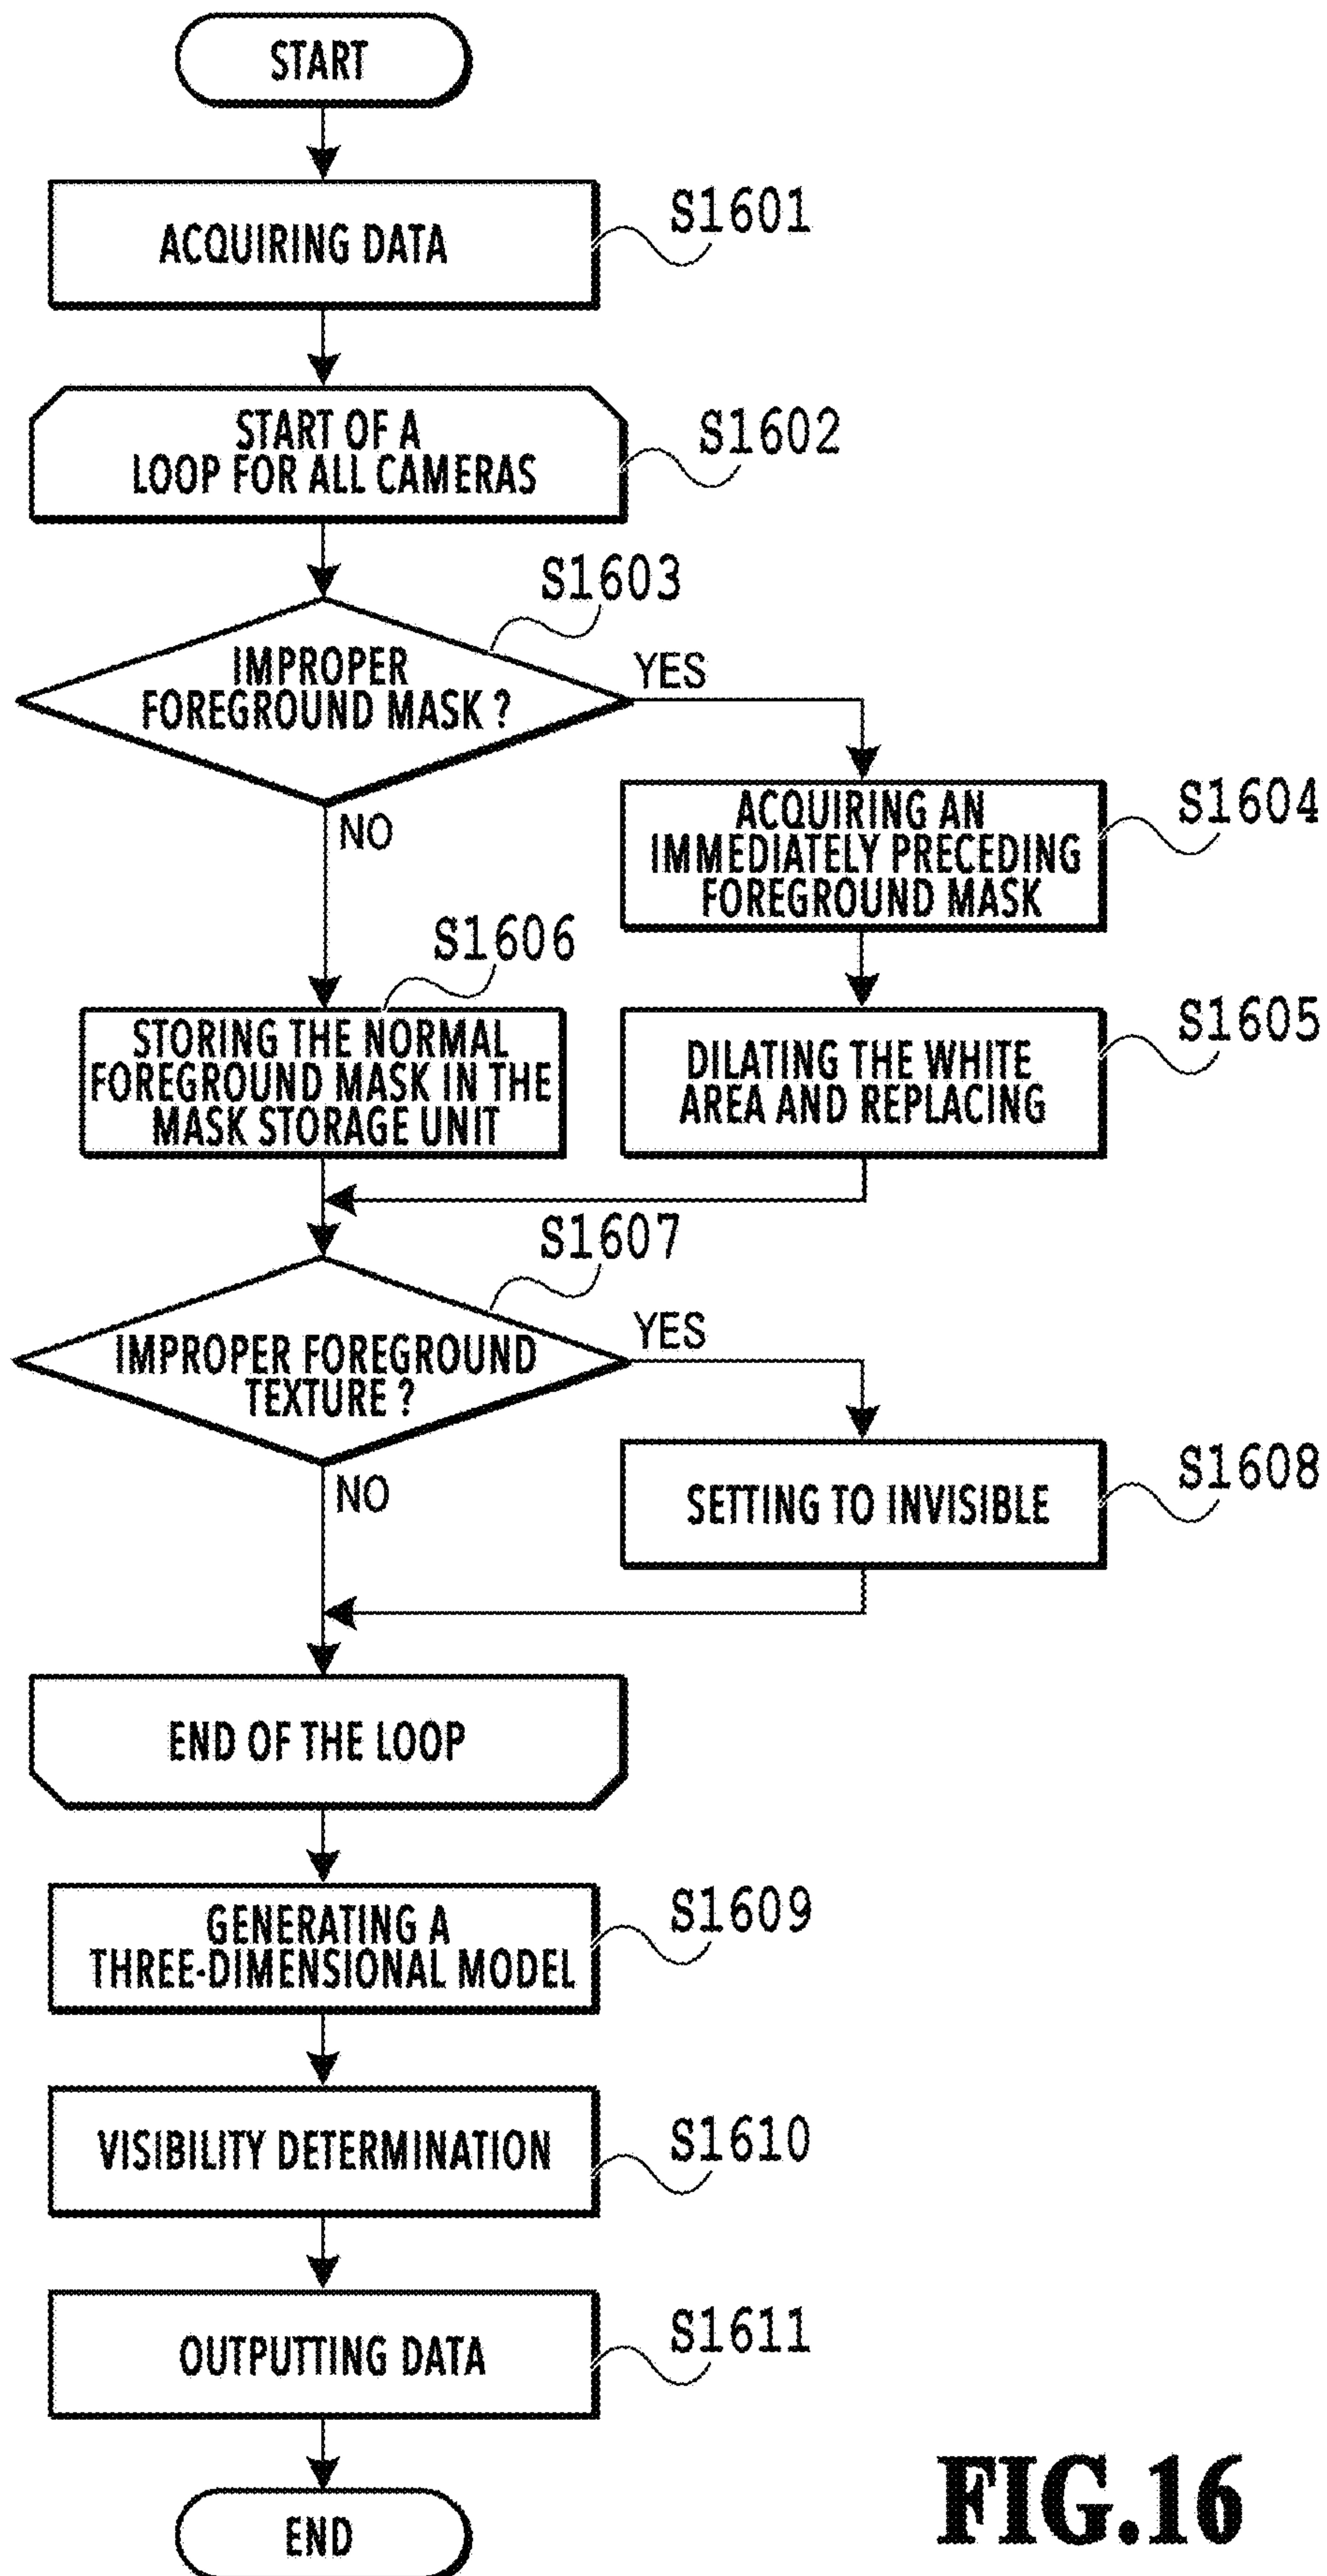 START
ACQUIRING DATA
S1601
START OF A
LOOP FOR ALL CAMERAS
S1602
S1603
IMPROPER
FOREGROUND MASK ?
YES
NO
ACQUIRING AN
IMMEDIATELY PRECEDING
FOREGROUND MASK
S1604
S1606
STORING THE NORMAL
FOREGROUND MASK IN THE
MASK STORAGE UNIT
DILATING THE WHITE
AREA AND REPLACING
S1605
S1607
IMPROPER FOREGROUND
TEXTURE ?
YES
NO
SETTING TO INVISIBLE
S1608
END OF THE LOOP
GENERATING A
THREE-DIMENSIONAL MODEL
S1609
VISIBILITY DETERMINATION
S1610
OUTPUTTING DATA
S1611
END
FIG.16